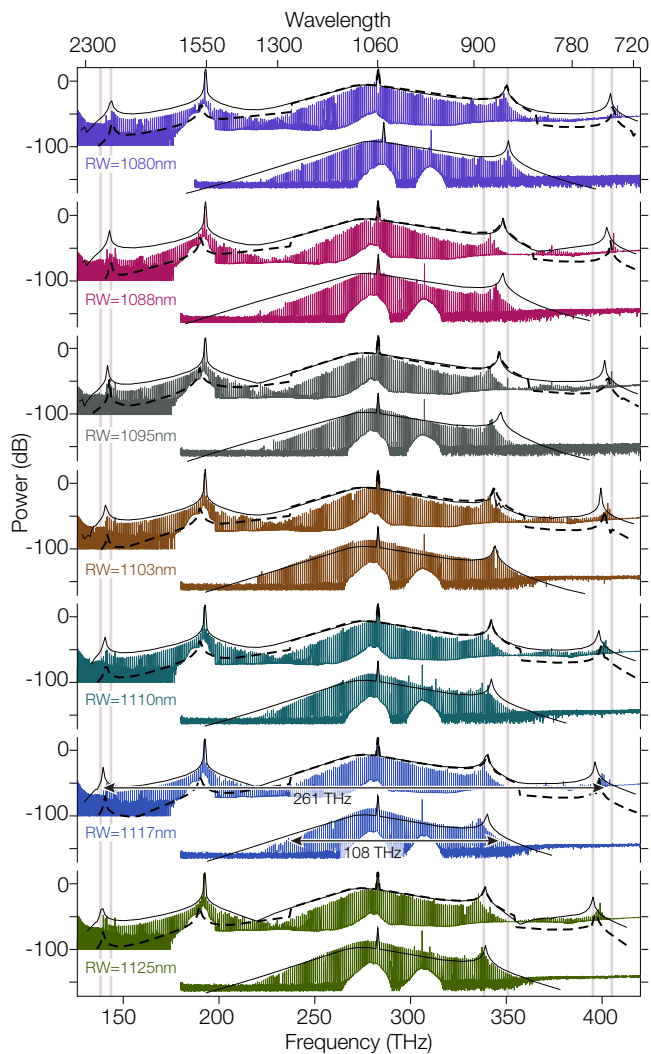 Wavelength
2300 1550 1300 1060 900 780 720
0
-100
RW=1080nm
0
-100
RW=1088nm
0
-100
RW=1095nm
Power (dB)
0
-100
RW=1103nm
0
-100
RW=1110nm
0
261 THz
-100
RW=1117nm
108 THz
0
-100
RW=1125nm
150 200 250 300 350 400
Frequency (THz)